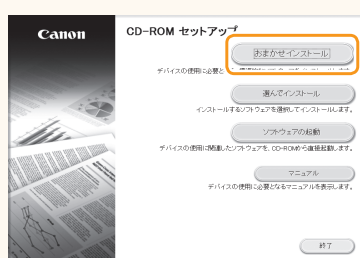 Canon
CD-ROM セットアップ
おまかせインストール
デバイスの使用に必要と
選んでインストール
インストールするソフトウェアを選択してインストールします。
ソフトウェアの起動
デバイスの使用に関連したソフトウェアを、CD-ROMから直接起動します。
マニュアル
デバイスの使用に必要となるマニュアルを表示します。
終了